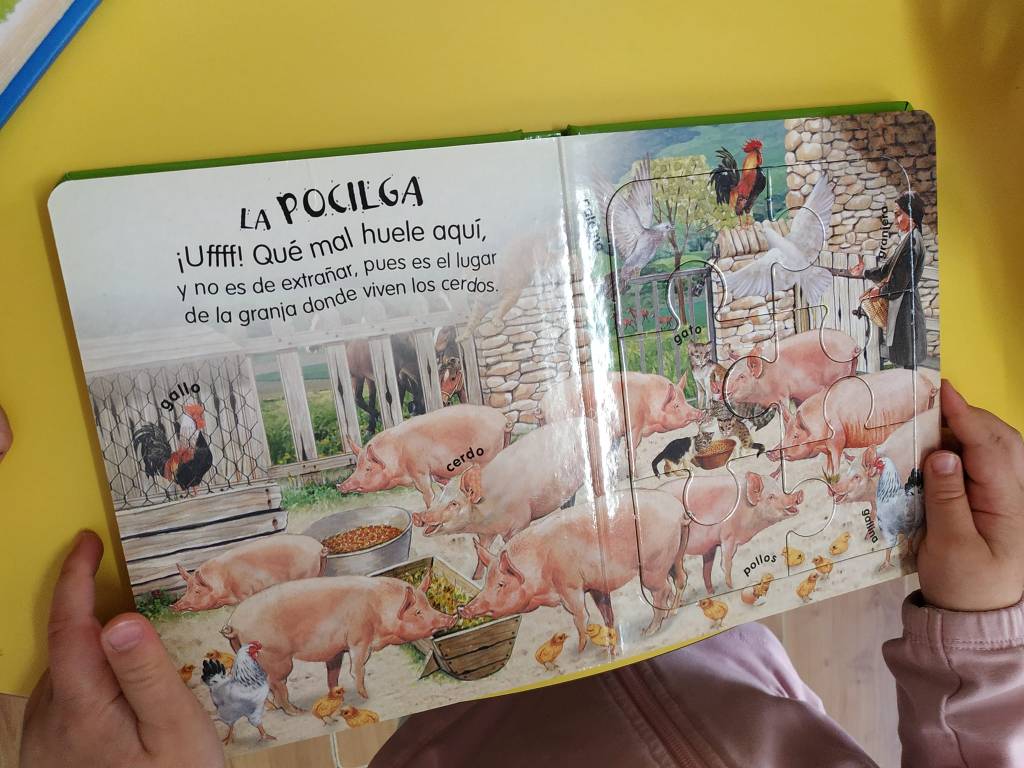 LA POCILGA
¡Uffff! Qué mal huele aquí,
y no es de extrañar, pues es el lugar
de la granja donde viven los cerdos.
gallo
cerdo
gato
granjera
pollos
gallina